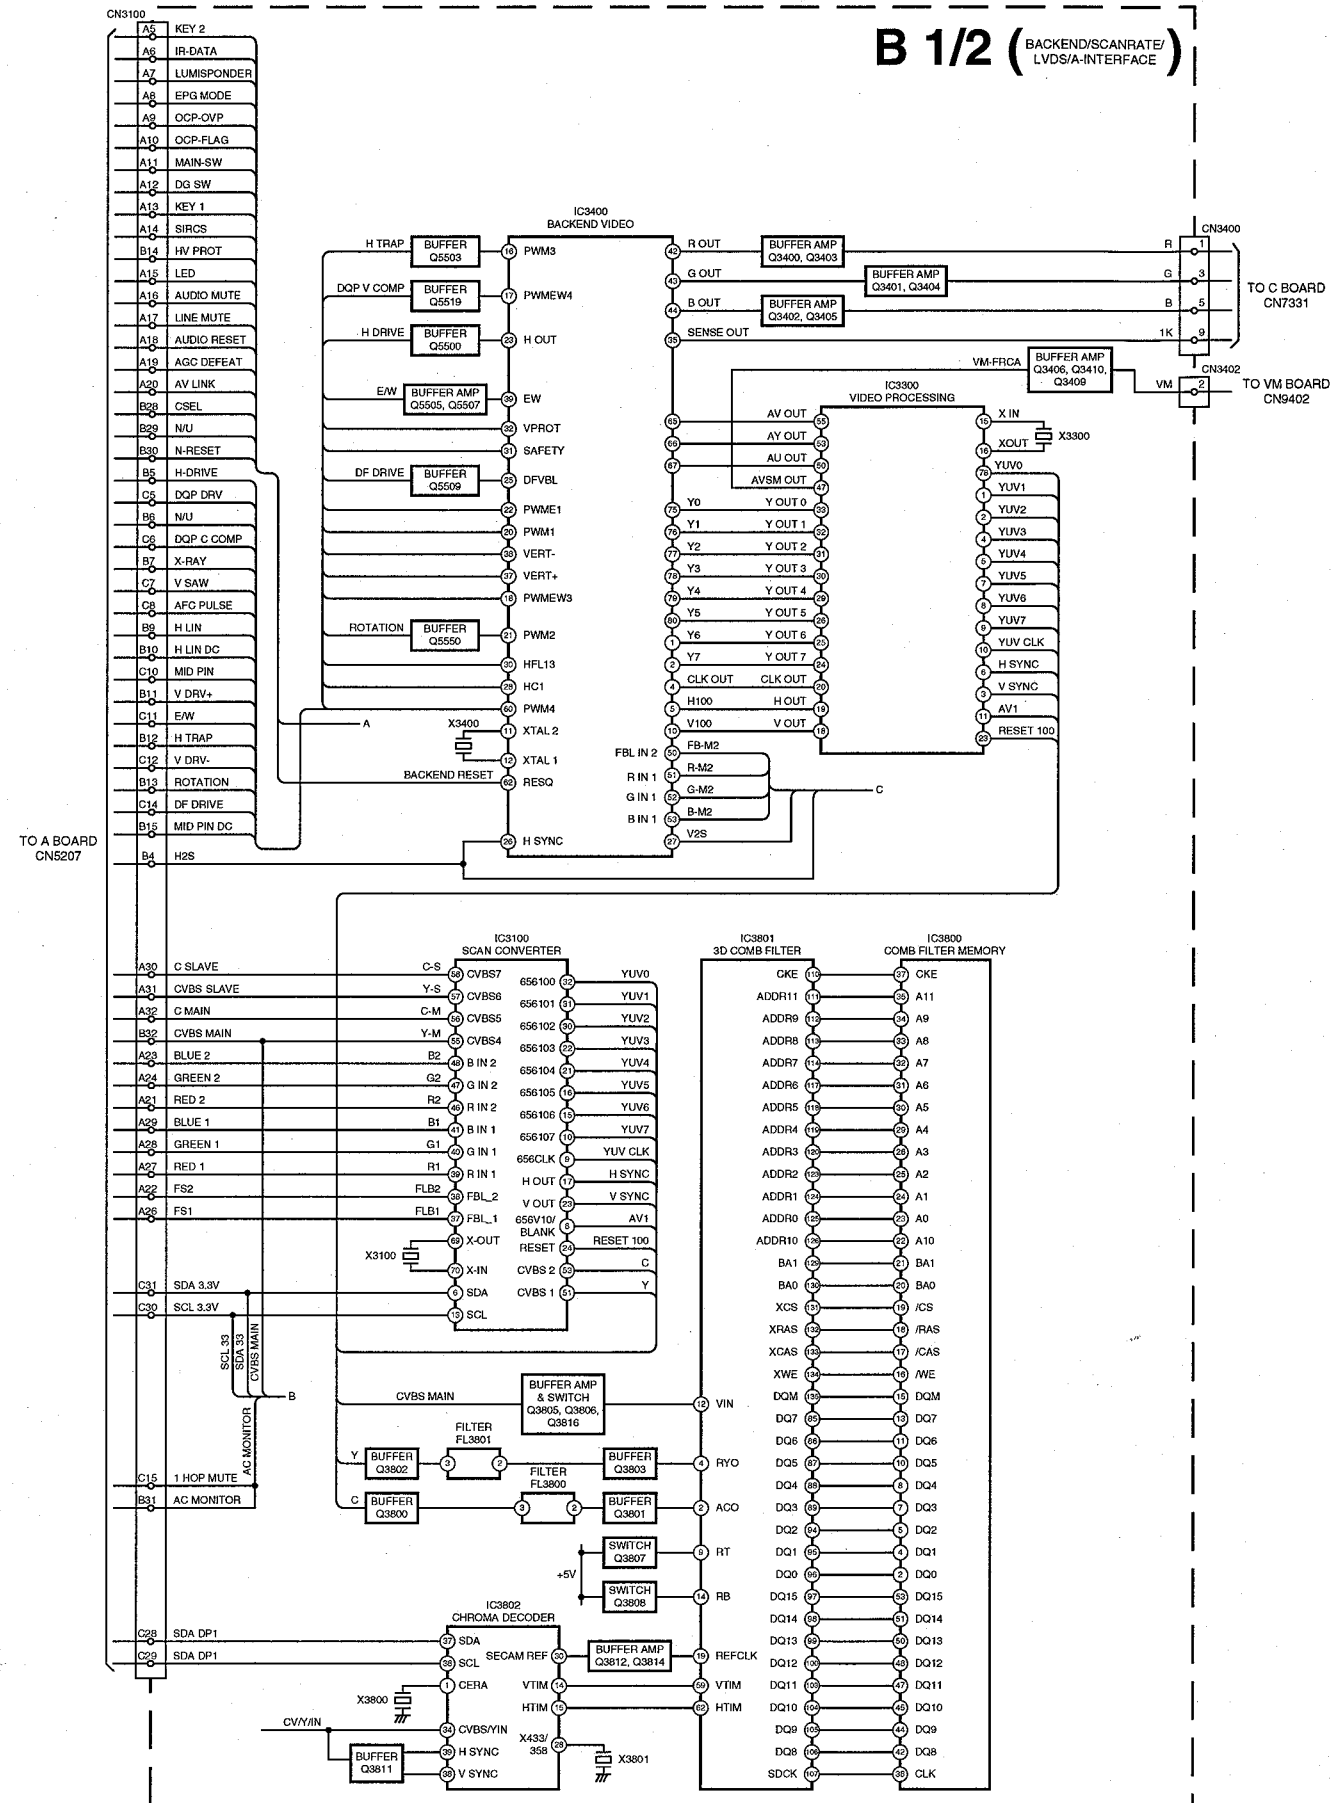 CN3100
B 1/2 ( BACKEND/SCANRATE/ LVDS/A-INTERFACE )
A5 KEY 2
A6 IR-DATA
A7 LUMISPONDER
A8 EPG MODE
A9 OCP-OVP
A10 OCP-FLAG
A11 MAIN-SW
A12 DG SW
A13 KEY 1
A14 SIRCS
B14 HV PROT
A15 LED
A16 AUDIO MUTE
A17 LINE MUTE
A18 AUDIO RESET
A19 AGC DEFEAT
A20 AV LINK
B28 CSEL
B29 N/U
B30 N-RESET
B5 H-DRIVE
C5 DQP DRV
B6 N/U
C6 DQP C COMP
B7 X-RAY
C7 V SAW
C8 AFC PULSE
B9 H LIN
B10 H LIN DC
C10 MID PIN
B11 V DRV+
C11 E/W
B12 H TRAP
C12 V DRV-
B13 ROTATION
C14 DF DRIVE
B15 MID PIN DC
B4 H2S
TO A BOARD
CN5207
A
BACKEND RESET
IC3400
BACKEND VIDEO
H TRAP BUFFER Q5503 16 PWM3
DQP V COMP BUFFER Q5519 17 PWMEW4
H DRIVE BUFFER Q5500 23 H OUT
E/W BUFFER AMP Q5505, Q5507 39 EW
32 VPROT
31 SAFETY
DF DRIVE BUFFER Q5509 25 DFVBL
22 PWME1
20 PWM1
38 VERT-
37 VERT+
18 PWMEW3
ROTATION BUFFER Q5550 21 PWM2
30 HFL13
28 HC1
60 PWM4
X3400 11 XTAL 2
12 XTAL 1
62 RESQ
26 H SYNC
42 R OUT BUFFER AMP Q3400, Q3403 R 1
43 G OUT BUFFER AMP Q3401, Q3404 G 3
44 B OUT BUFFER AMP Q3402, Q3405 B 5
35 SENSE OUT 1K 9
CN3400
TO C BOARD
CN7331
VM-FRCA BUFFER AMP Q3406, Q3410, Q3409 VM 2
CN3402
TO VM BOARD
CN9402
IC3300
VIDEO PROCESSING
65 AV OUT 55
66 AY OUT 53
67 AU OUT 50
AVSM OUT 47
75 Y0 Y OUT 0 33
76 Y1 Y OUT 1 32
77 Y2 Y OUT 2 31
78 Y3 Y OUT 3 30
79 Y4 Y OUT 4 29
80 Y5 Y OUT 5 26
1 Y6 Y OUT 6 25
2 Y7 Y OUT 7 24
4 CLK OUT CLK OUT 20
5 H100 H OUT 19
10 V100 V OUT 18
FBL IN 2 50 FB-M2
R IN 1 51 R-M2
G IN 1 52 G-M2
B IN 1 53 B-M2
27 V2S
C
15 X IN
X3300
16 XOUT
78 YUV0
1 YUV1
2 YUV2
4 YUV3
5 YUV4
7 YUV5
8 YUV6
9 YUV7
10 YUV CLK
6 H SYNC
3 V SYNC
11 AV1
23 RESET 100
IC3100
SCAN CONVERTER
A30 C SLAVE C-S 58 CVBS7
A31 CVBS SLAVE Y-S 57 CVBS6
A32 C MAIN C-M 56 CVBS5
B32 CVBS MAIN Y-M 55 CVBS4
A23 BLUE 2 B2 48 B IN 2
A24 GREEN 2 G2 47 G IN 2
A21 RED 2 R2 46 R IN 2
A29 BLUE 1 B1 41 B IN 1
A28 GREEN 1 G1 40 G IN 1
A27 RED 1 R1 39 R IN 1
A22 FS2 FLB2 38 FBL_2
A26 FS1 FLB1 37 FBL_1
X3100 69 X-OUT
70 X-IN
C31 SDA 3.3V 6 SDA
C30 SCL 3.3V 13 SCL
656100 32 YUV0
656101 31 YUV1
656102 30 YUV2
656103 22 YUV3
656104 21 YUV4
656105 16 YUV5
656106 15 YUV6
656107 10 YUV7
656CLK 9 YUV CLK
H OUT 17 H SYNC
V OUT 23 V SYNC
656V10/ BLANK 8 AV1
RESET 24 RESET 100
CVBS 2 53 C
CVBS 1 51 Y
SCL 33
SDA 33
CVBS MAIN
B
AC MONITOR
C15 1 HOP MUTE
B31 AC MONITOR
CVBS MAIN BUFFER AMP & SWITCH Q3805, Q3806, Q3816 12 VIN
Y BUFFER Q3802 3 FILTER FL3801 2 BUFFER Q3803 4 RYO
C BUFFER Q3800 3 FILTER FL3800 2 BUFFER Q3801 2 ACO
+5V
SWITCH Q3807 9 RT
SWITCH Q3808 14 RB
IC3802
CHROMA DECODER
C28 SDA DP1 37 SDA
C29 SDA DP1 38 SCL
X3800 1 CERA
CV/Y/IN 34 CVBS/YIN
BUFFER Q3811 39 H SYNC
38 V SYNC
SECAM REF 30 BUFFER AMP Q3812, Q3814 19 REFCLK
VTIM 14 59 VTIM
HTIM 15 62 HTIM
X433/ 358 28 X3801
IC3801
3D COMB FILTER
IC3800
COMB FILTER MEMORY
CKE 110 37 CKE
ADDR11 111 35 A11
ADDR9 112 34 A9
ADDR8 113 33 A8
ADDR7 114 32 A7
ADDR6 117 31 A6
ADDR5 118 30 A5
ADDR4 119 29 A4
ADDR3 120 26 A3
ADDR2 123 25 A2
ADDR1 124 24 A1
ADDR0 125 23 A0
ADDR10 126 22 A10
BA1 129 21 BA1
BA0 130 20 BA0
XCS 131 19 /CS
XRAS 132 18 /RAS
XCAS 133 17 /CAS
XWE 134 16 /WE
DQM 135 15 DQM
DQ7 85 13 DQ7
DQ6 86 11 DQ6
DQ5 87 10 DQ5
DQ4 88 8 DQ4
DQ3 89 7 DQ3
DQ2 94 5 DQ2
DQ1 95 4 DQ1
DQ0 96 2 DQ0
DQ15 97 53 DQ15
DQ14 98 51 DQ14
DQ13 99 50 DQ13
DQ12 100 48 DQ12
DQ11 103 47 DQ11
DQ10 104 45 DQ10
DQ9 105 44 DQ9
DQ8 106 42 DQ8
SDCK 107 38 CLK